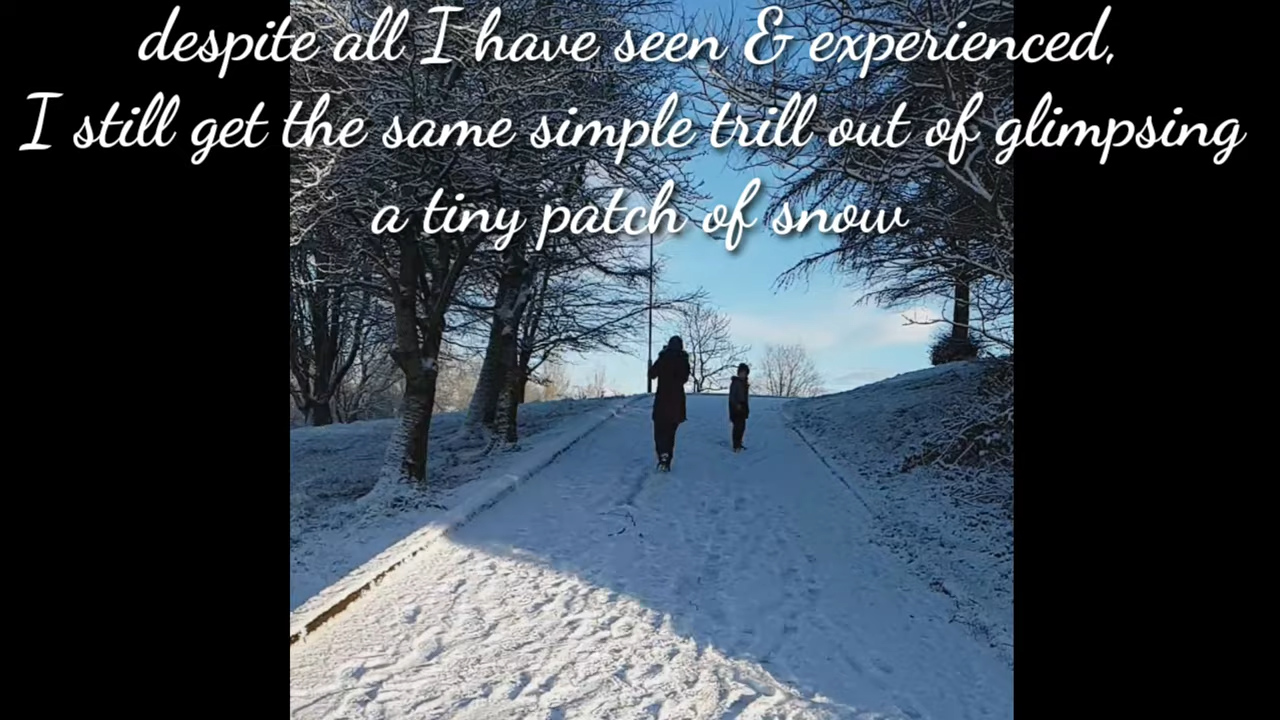 despite all I have seen & experienced,
I still get the same simple trill out of glimpsing
a tiny patch of snow